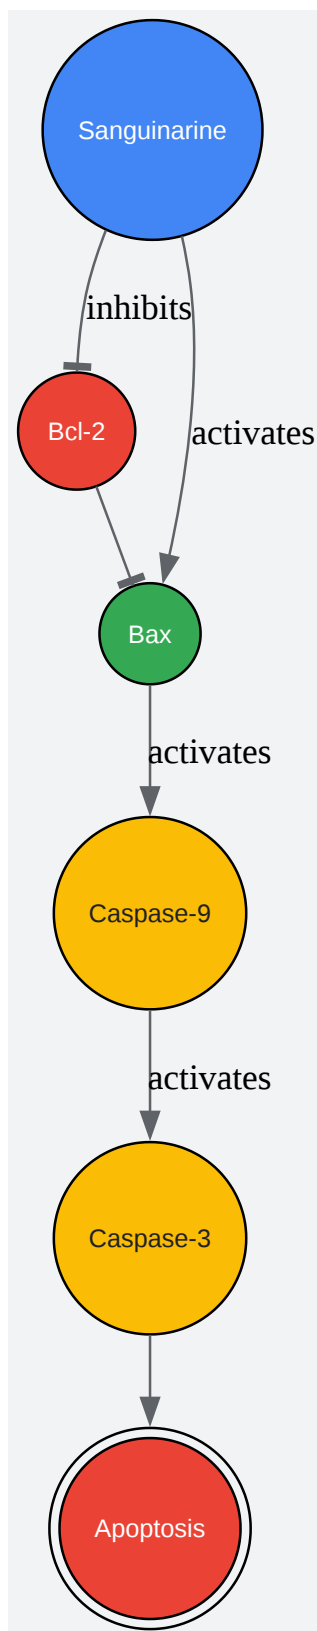 Sanguinarine
inhibits
Bcl-2
activates
Bax
activates
Caspase-9
activates
Caspase-3
Apoptosis